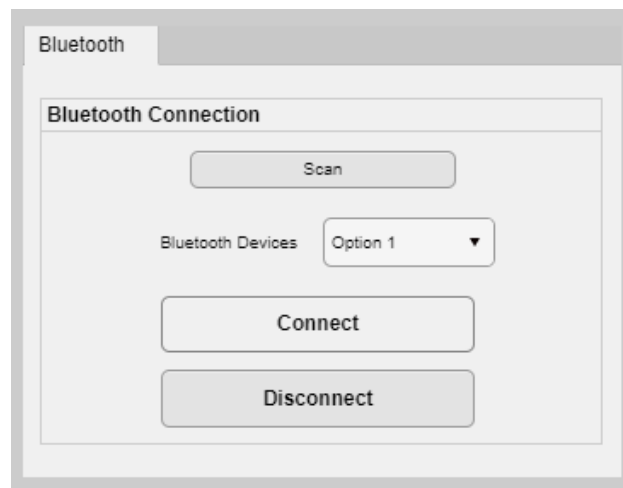 Bluetooth
Bluetooth Connection
Scan
Bluetooth Devices Option 1
Connect
Disconnect